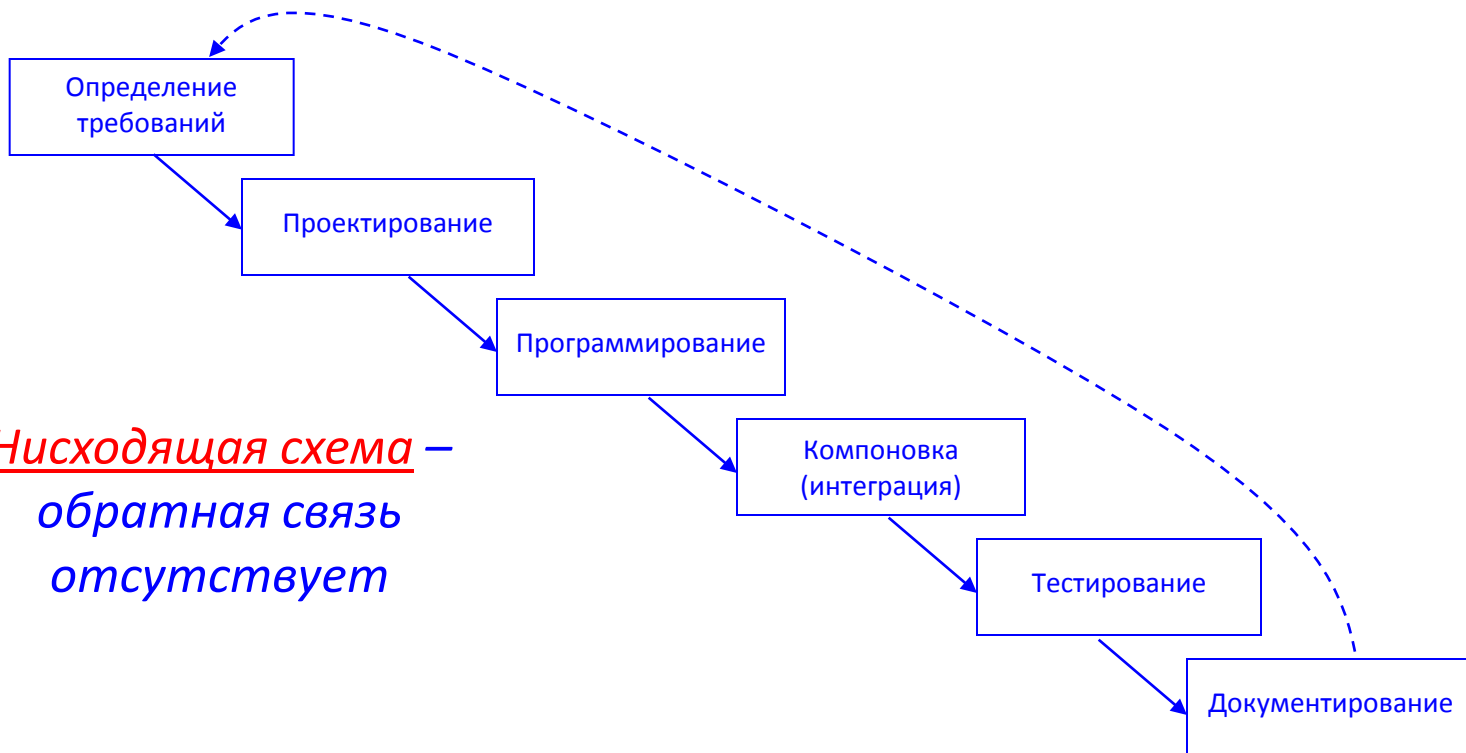 Определение
требований
Проектирование
Программирование
Нисходящая схема –
обратная связь
отсутствует
Компоновка
(интеграция)
Тестирование
Документирование